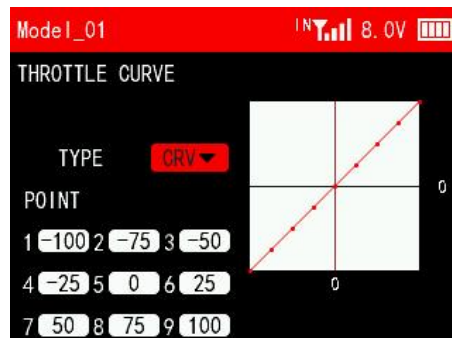 Model_01 IN 8.0V
THROTTLE CURVE
TYPE CRV
POINT
1 -100 2 -75 3 -50
4 -25 5 0 6 25
7 50 8 75 9 100
0
0